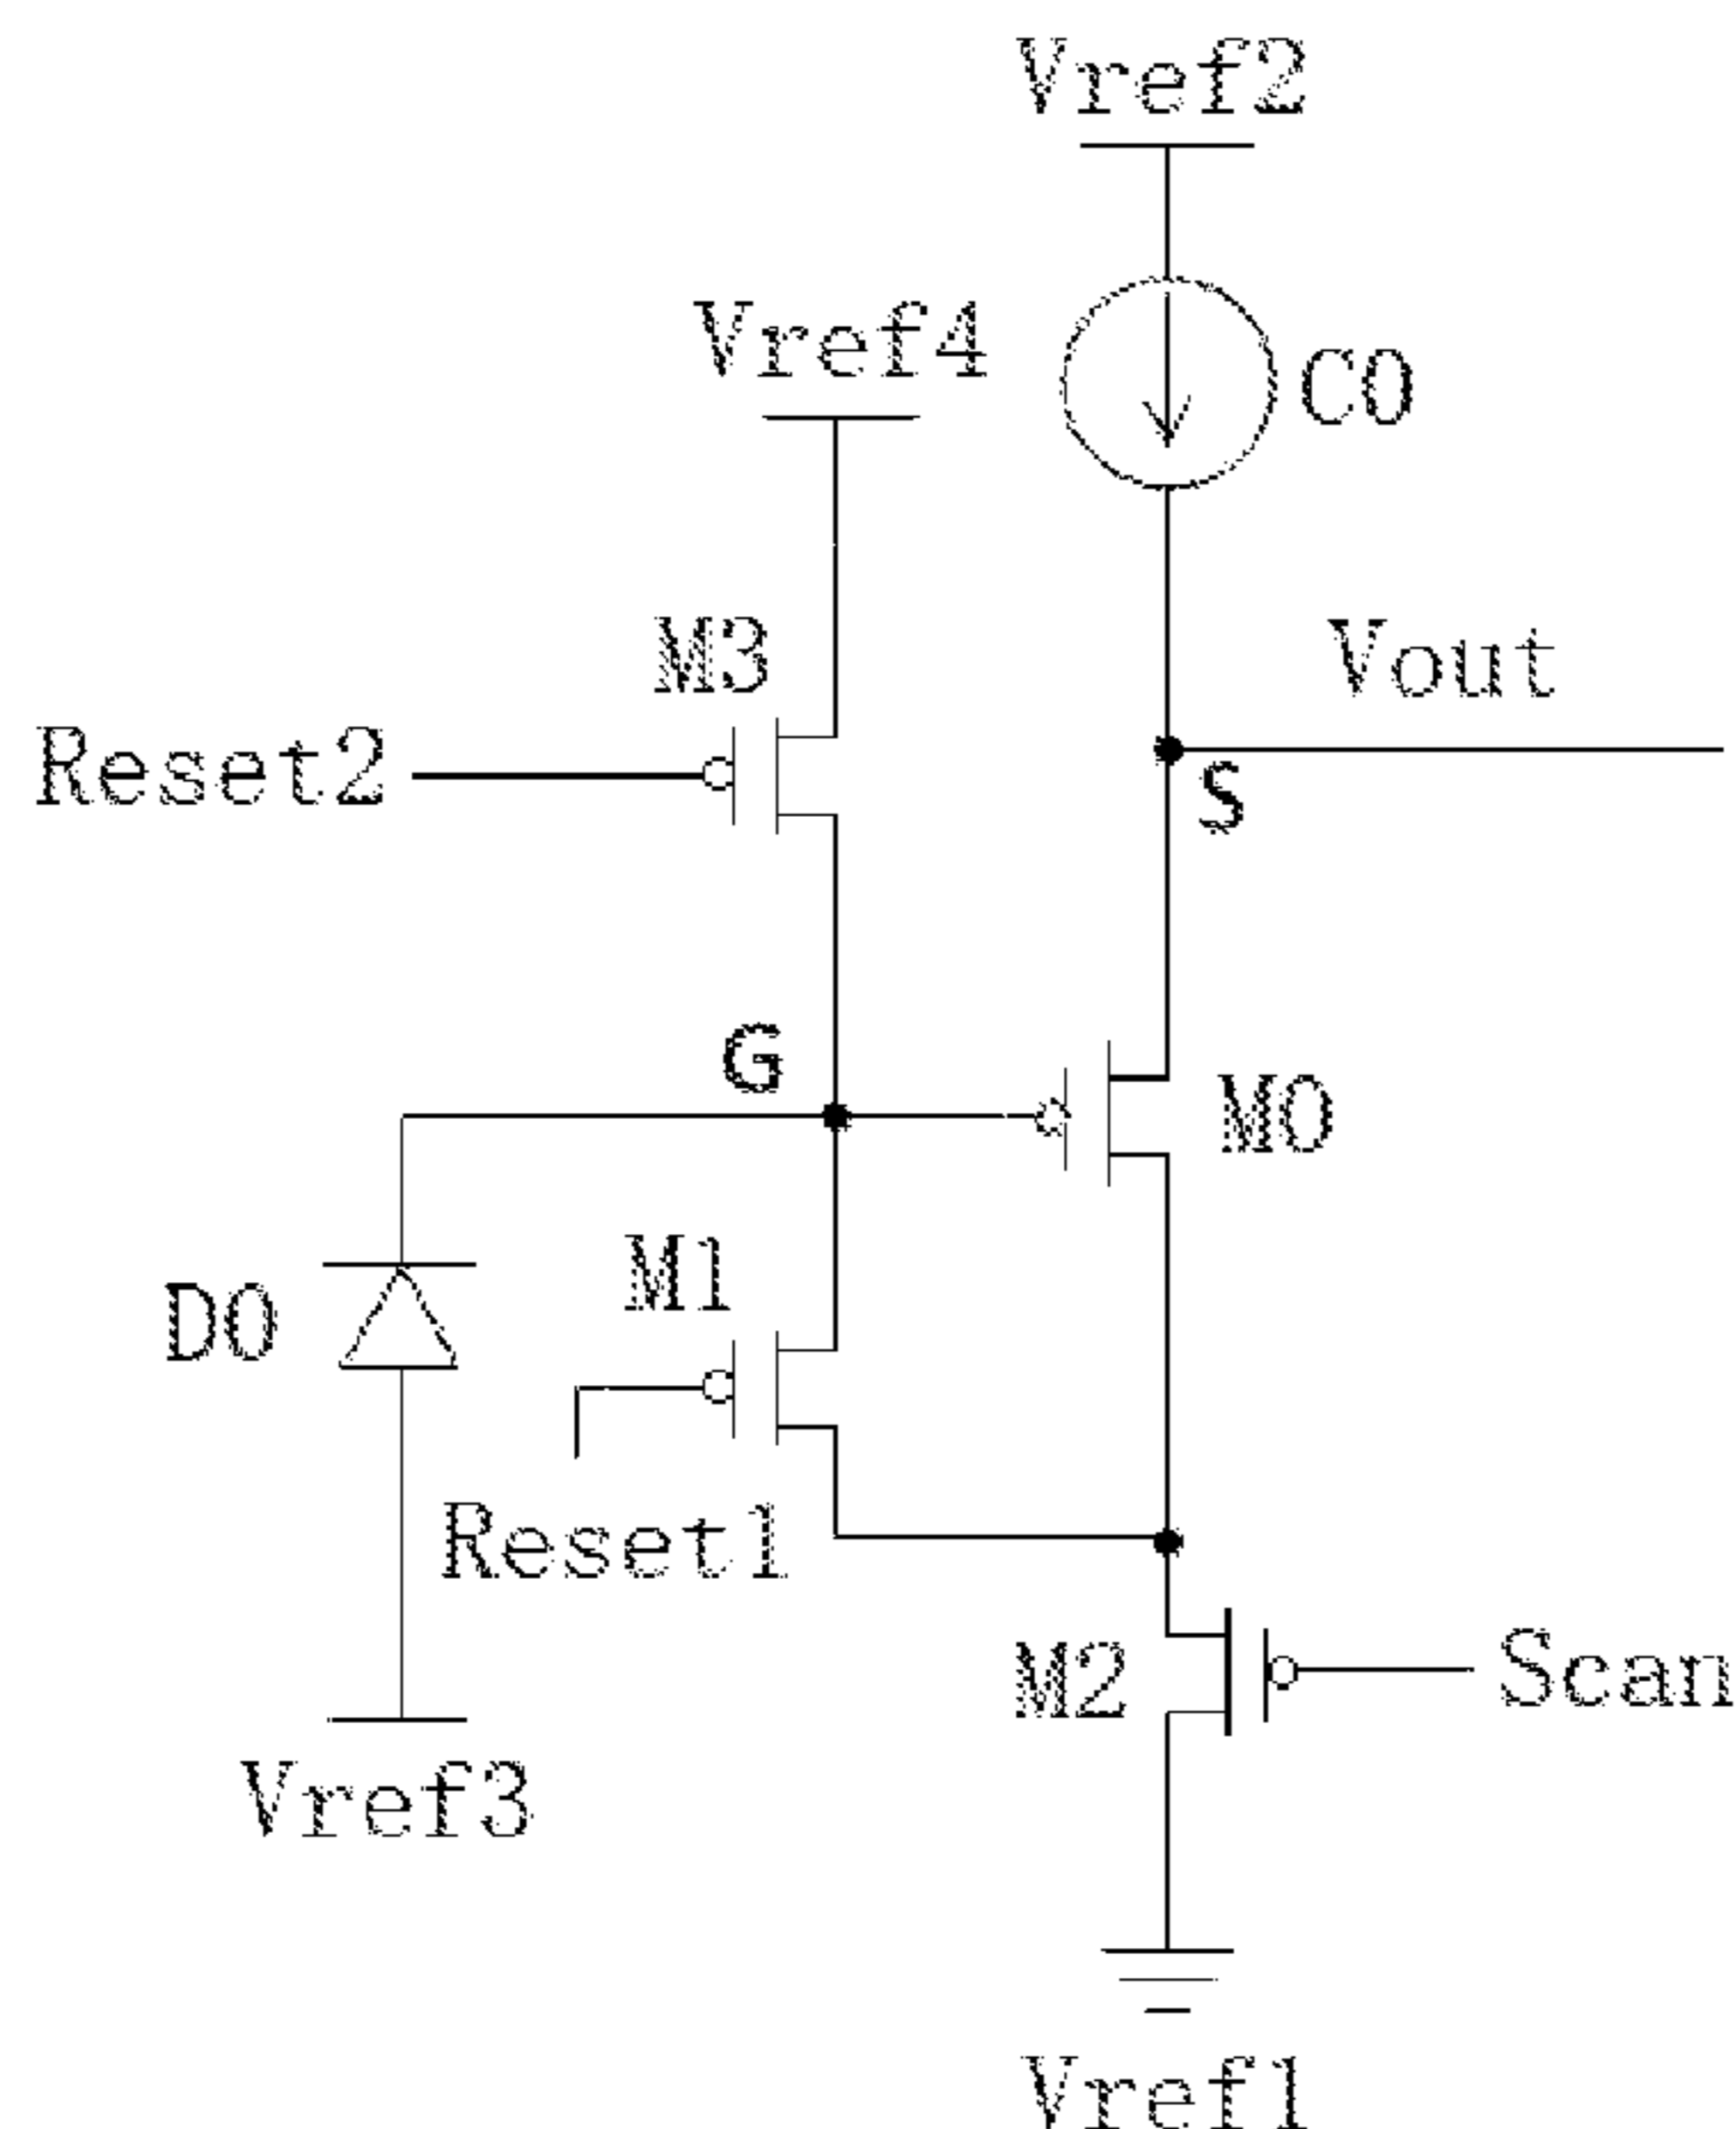 Vref2
Vref4
C0
M3
Vout
Reset2
S
G
M0
M1
D0
Reset1
M2
Scan
Vref3
Vref1